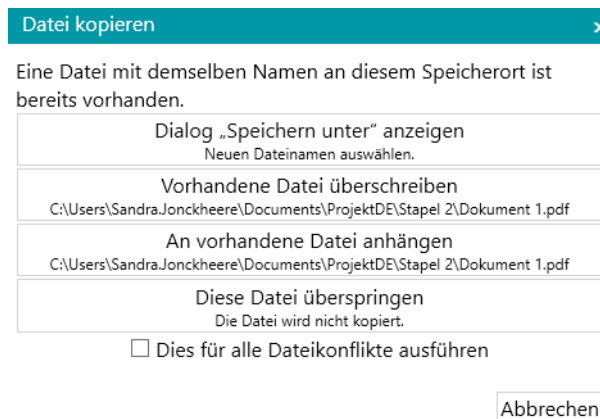 Datei kopieren
Eine Datei mit demselben Namen an diesem Speicherort ist
bereits vorhanden.
Dialog „Speichern unter“ anzeigen
Neuen Dateinamen auswählen.
Vorhandene Datei überschreiben
C:\Users\Sandra.Jonckheere\Documents\ProjektDE\Stapel 2\Dokument 1.pdf
An vorhandene Datei anhängen
C:\Users\Sandra.Jonckheere\Documents\ProjektDE\Stapel 2\Dokument 1.pdf
Diese Datei überspringen
Die Datei wird nicht kopiert.
Dies für alle Dateikonflikte ausführen
Abbrechen